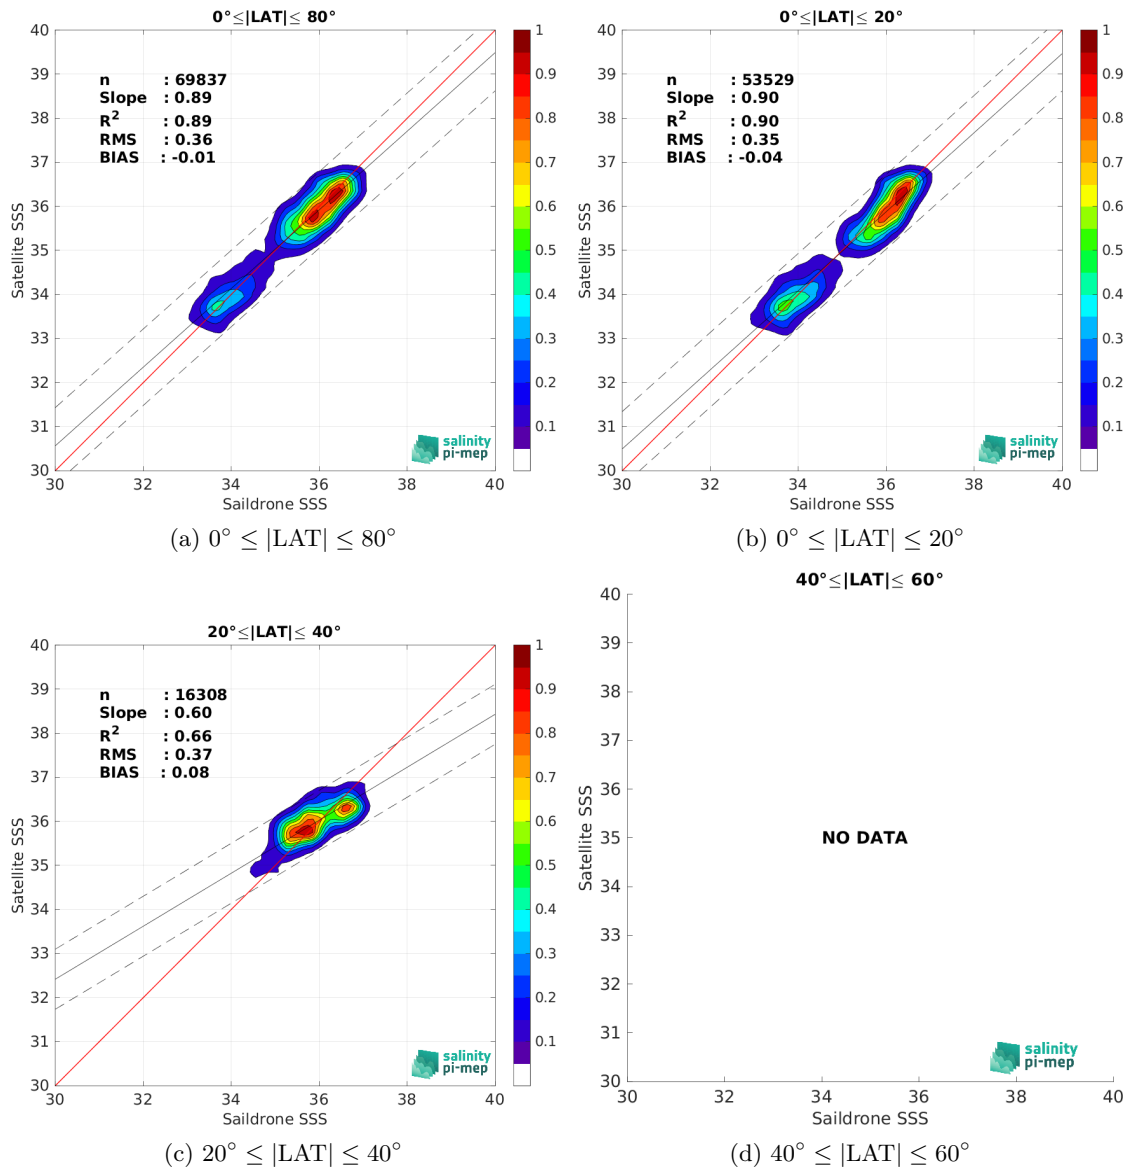 0°≤|LAT|≤ 80°
40
39
38
37
36
35
34
33
32
31
30
Satellite SSS
n : 69837
Slope : 0.89
R2 : 0.89
RMS : 0.36
BIAS : -0.01
salinity
pi-mep
30 32 34 36 38 40
Saildrone SSS
1
0.9
0.8
0.7
0.6
0.5
0.4
0.3
0.2
0.1
(a) 0° ≤ |LAT| ≤ 80°
0°≤|LAT|≤ 20°
40
39
38
37
36
35
34
33
32
31
30
Satellite SSS
n : 53529
Slope : 0.90
R2 : 0.90
RMS : 0.35
BIAS : -0.04
salinity
pi-mep
30 32 34 36 38 40
Saildrone SSS
1
0.9
0.8
0.7
0.6
0.5
0.4
0.3
0.2
0.1
(b) 0° ≤ |LAT| ≤ 20°
20°≤|LAT|≤ 40°
40
39
38
37
36
35
34
33
32
31
30
Satellite SSS
n : 16308
Slope : 0.60
R2 : 0.66
RMS : 0.37
BIAS : 0.08
salinity
pi-mep
30 32 34 36 38 40
Saildrone SSS
1
0.9
0.8
0.7
0.6
0.5
0.4
0.3
0.2
0.1
(c) 20° ≤ |LAT| ≤ 40°
40°≤|LAT|≤ 60°
40
39
38
37
36
35
34
33
32
31
30
Satellite SSS
NO DATA
salinity
pi-mep
30 32 34 36 38 40
Saildrone SSS
(d) 40° ≤ |LAT| ≤ 60°